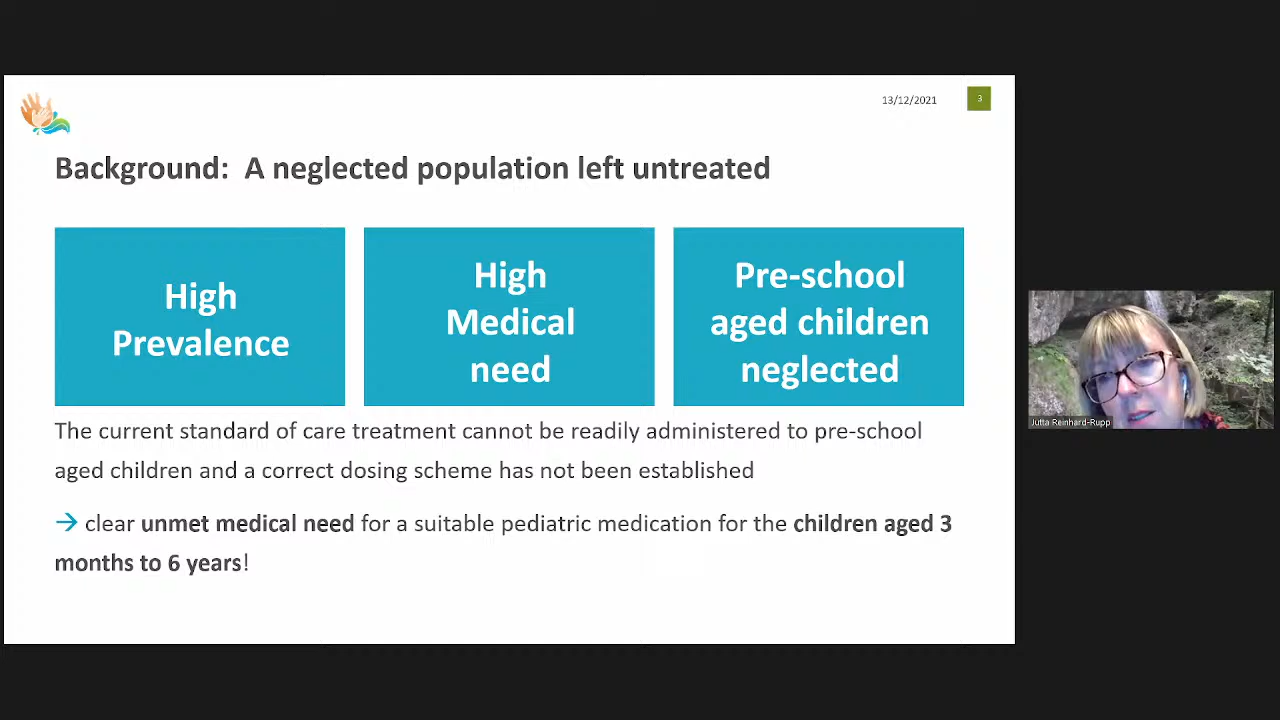 13/12/2021
3
Background: A neglected population left untreated
High
Prevalence
High
Medical
need
Pre-school
aged children
neglected
The current standard of care treatment cannot be readily administered to pre-school
aged children and a correct dosing scheme has not been established
→ clear unmet medical need for a suitable pediatric medication for the children aged 3
months to 6 years!
Jutta Reinhard-Rupp